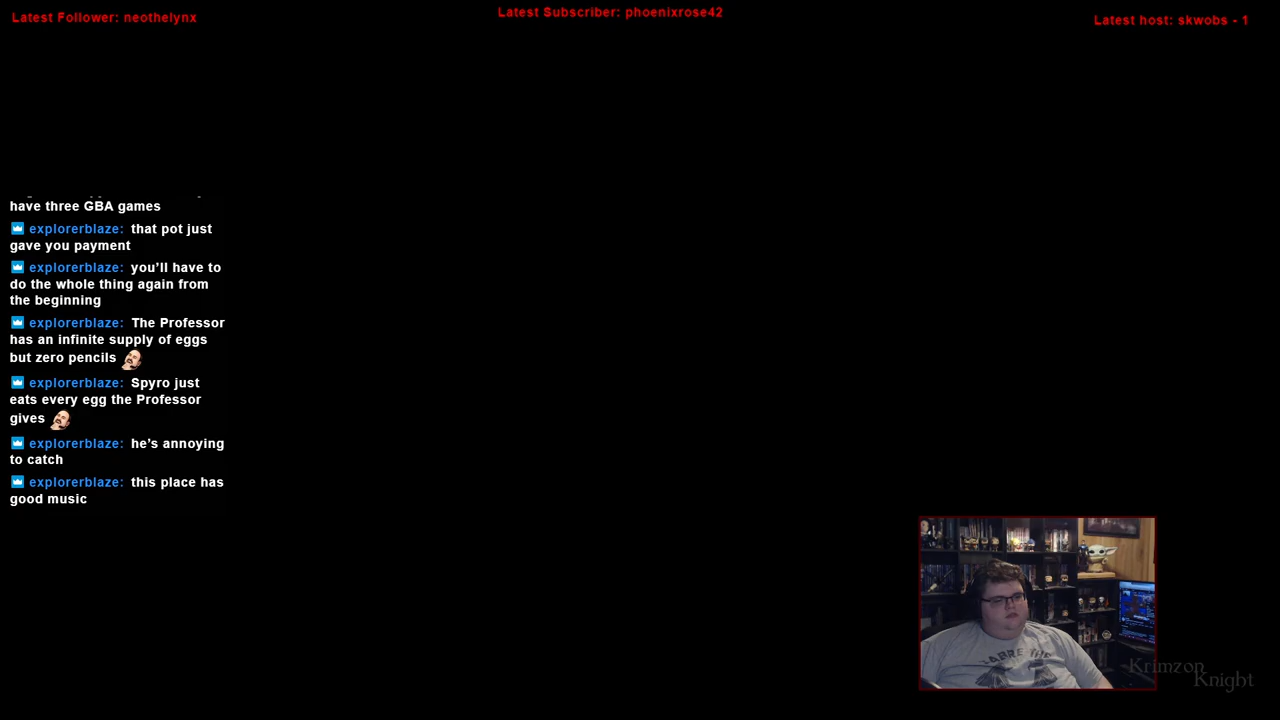 Latest Follower: neothelynx
Latest Subscriber: phoenixrose42
Latest host: skwobs - 1
have three GBA games
explorerblaze: that pot just
gave you payment
explorerblaze: you'll have to
do the whole thing again from
the beginning
explorerblaze: The Professor
has an infinite supply of eggs
but zero pencils
explorerblaze: Spyro just
eats every egg the Professor
gives
explorerblaze: he's annoying
to catch
explorerblaze: this place has
good music
Krimzon
Knight